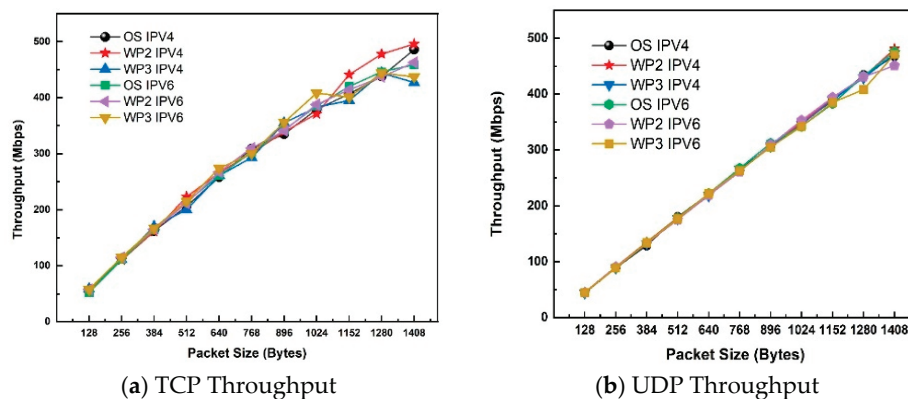 500
400
300
200
100
0
Throughput (Mbps)
OS IPV4
WP2 IPV4
WP3 IPV4
OS IPV6
WP2 IPV6
WP3 IPV6
128 256 384 512 640 768 896 1024 1152 1280 1408
Packet Size (Bytes)
(a) TCP Throughput
500
400
300
200
100
0
Throughput (Mbps)
OS IPV4
WP2 IPV4
WP3 IPV4
OS IPV6
WP2 IPV6
WP3 IPV6
128 256 384 512 640 768 896 1024 1152 1280 1408
Packet Size (Bytes)
(b) UDP Throughput